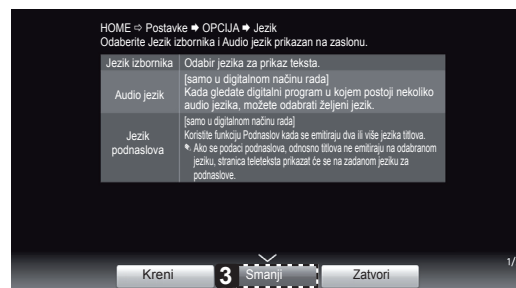 HOME ⇨ Postavke ➡ OPCIJA ➡ Jezik
Odaberite Jezik izbornika i Audio jezik prikazan na zaslonu.
Jezik izbornika
Odabir jezika za prikaz teksta.
Audio jezik
[samo u digitalnom načinu rada]
Kada gledate digitalni program u kojem postoji nekoliko
audio jezika, možete odabrati željeni jezik.
Jezik
podnaslova
[samo u digitalnom načinu rada]
Koristite funkciju Podnaslov kada se emitiraju dva ili više jezika titlova.
Ako se podaci podnaslova, odnosno titlova ne emitiraju na odabranom
jeziku, stranica teleteksta prikazat će se na zadanom jeziku za
podnaslove.
1/
Kreni
3
Smanji
Zatvori